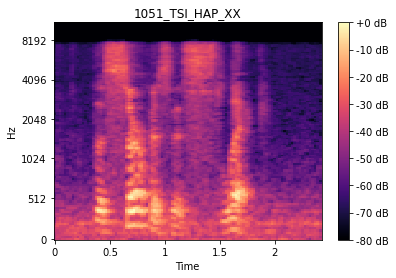 1051_TSI_HAP_XX
+0 dB
8192
-10 dB
4096
-20 dB
-30 dB
2048
Hz
-40 dB
1024
-50 dB
512
-60 dB
-70 dB
0
-80 dB
0 0.5 1 1.5 2
Time